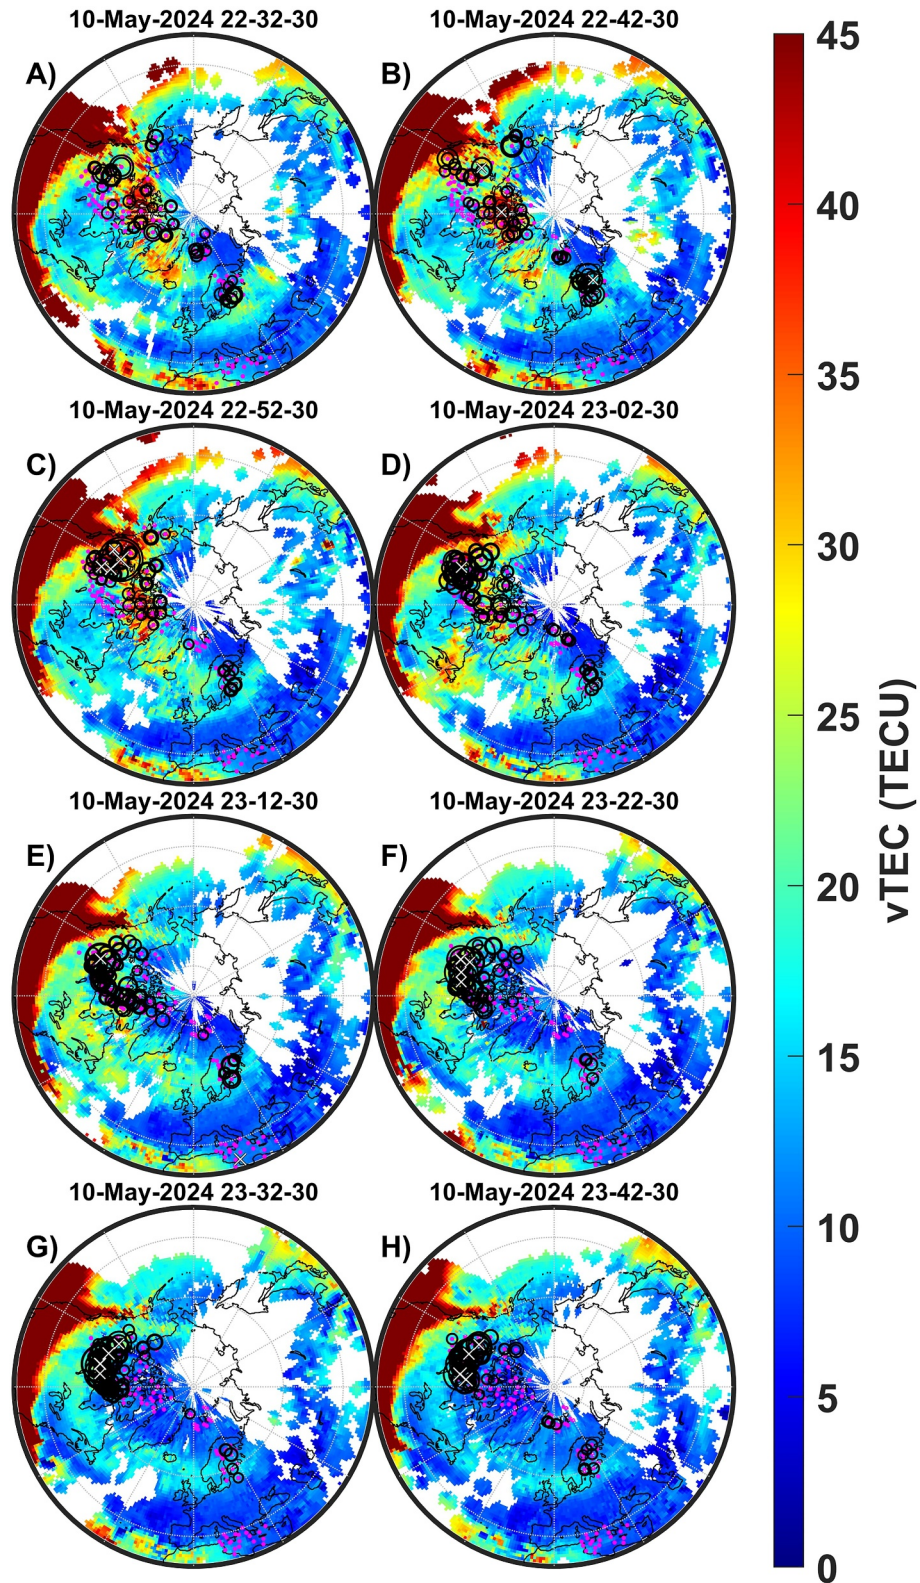 10-May-2024 22-32-30
10-May-2024 22-42-30
A)
B)
10-May-2024 22-52-30
10-May-2024 23-02-30
C)
D)
10-May-2024 23-12-30
10-May-2024 23-22-30
E)
F)
10-May-2024 23-32-30
10-May-2024 23-42-30
G)
H)
45
40
35
30
25
20
15
10
5
0
vTEC (TECU)